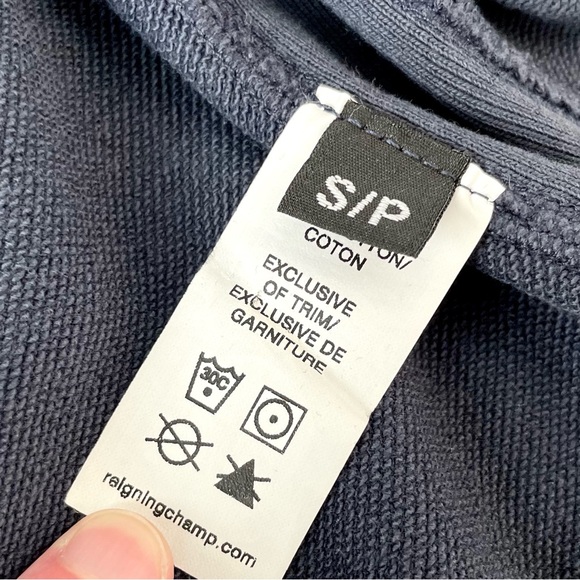 S/P
COTON
EXCLUSIVE
OF TRIM/
EXCLUSIVE DE
GARNITURE
30C
reigningchamp.com